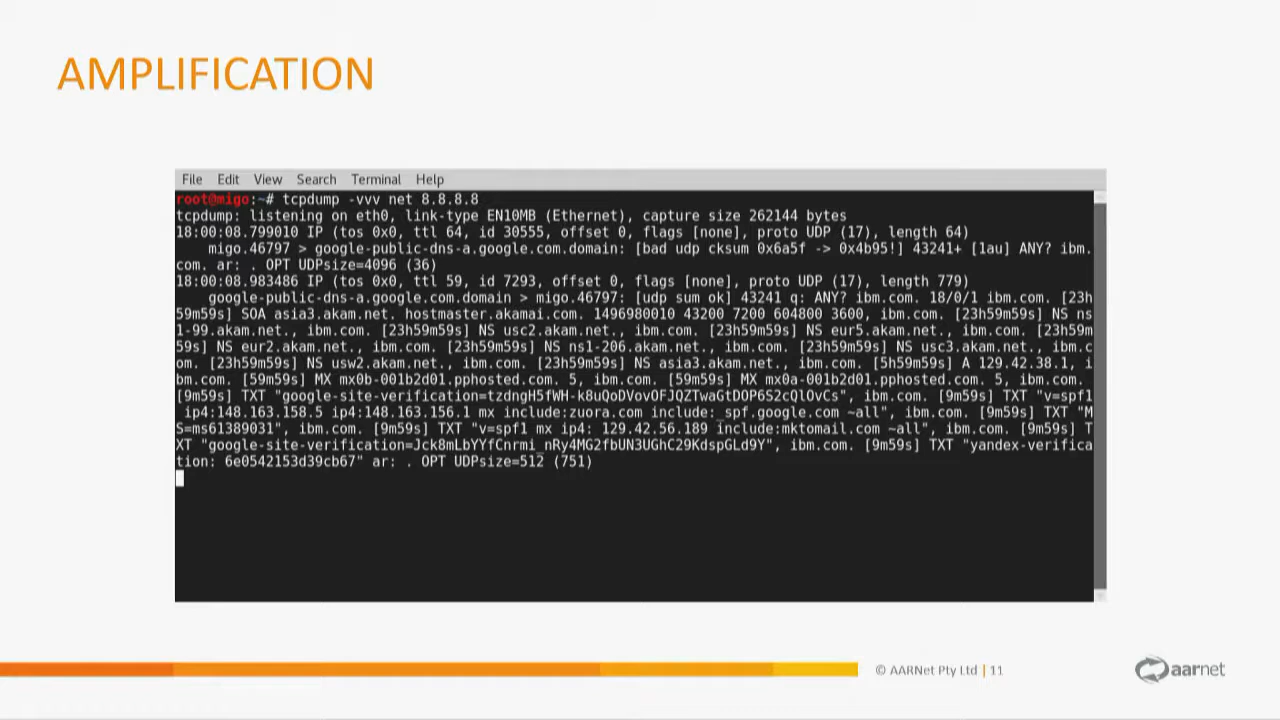 AMPLIFICATION
File Edit View Search Terminal Help
root@migo:~# tcpdump -vvv net 8.8.8.8
tcpdump: listening on eth0, link-type EN10MB (Ethernet), capture size 262144 bytes
18:00:08.799010 IP (tos 0x0, ttl 64, id 30555, offset 0, flags [none], proto UDP (17), length 64)
migo.46797 > google-public-dns-a.google.com.domain: [bad udp cksum 0x6a5f -> 0x4b95!] 43241+ [1au] ANY? ibm.
com. ar: . OPT UDPsize=4096 (36)
18:00:08.983486 IP (tos 0x0, ttl 59, id 7293, offset 0, flags [none], proto UDP (17), length 779)
google-public-dns-a.google.com.domain > migo.46797: [udp sum ok] 43241 q: ANY? ibm.com. 18/0/1 ibm.com. [23h
59m59s] SOA asia3.akam.net. hostmaster.akamai.com. 1496980010 43200 7200 604800 3600, ibm.com. [23h59m59s] NS ns
1-99.akam.net., ibm.com. [23h59m59s] NS usc2.akam.net., ibm.com. [23h59m59s] NS eur5.akam.net., ibm.com. [23h59m
59s] NS eur2.akam.net., ibm.com. [23h59m59s] NS ns1-206.akam.net., ibm.com. [23h59m59s] NS usc3.akam.net., ibm.c
om. [23h59m59s] NS usw2.akam.net., ibm.com. [23h59m59s] NS asia3.akam.net., ibm.com. [5h59m59s] A 129.42.38.1, i
bm.com. [59m59s] MX mx0b-001b2d01.pphosted.com. 5, ibm.com. [59m59s] MX mx0a-001b2d01.pphosted.com. 5, ibm.com.
[9m59s] TXT "google-site-verification=tzdngH5fWH-k8uQoDVovOFJQZTwaGtDOP6S2cQlOvCs", ibm.com. [9m59s] TXT "v=spf1
ip4:148.163.158.5 ip4:148.163.156.1 mx include:zuora.com include:_spf.google.com ~all", ibm.com. [9m59s] TXT "M
S=ms61389031", ibm.com. [9m59s] TXT "v=spf1 mx ip4: 129.42.56.189 include:mktomail.com ~all", ibm.com. [9m59s] T
XT "google-site-verification=Jck8mLbYYfCnrmi_nRy4MG2fbUN3UGhC29KdspGLd9Y", ibm.com. [9m59s] TXT "yandex-verifica
tion: 6e0542153d39cb67" ar: . OPT UDPsize=512 (751)
© AARNet Pty Ltd | 11
aarnet